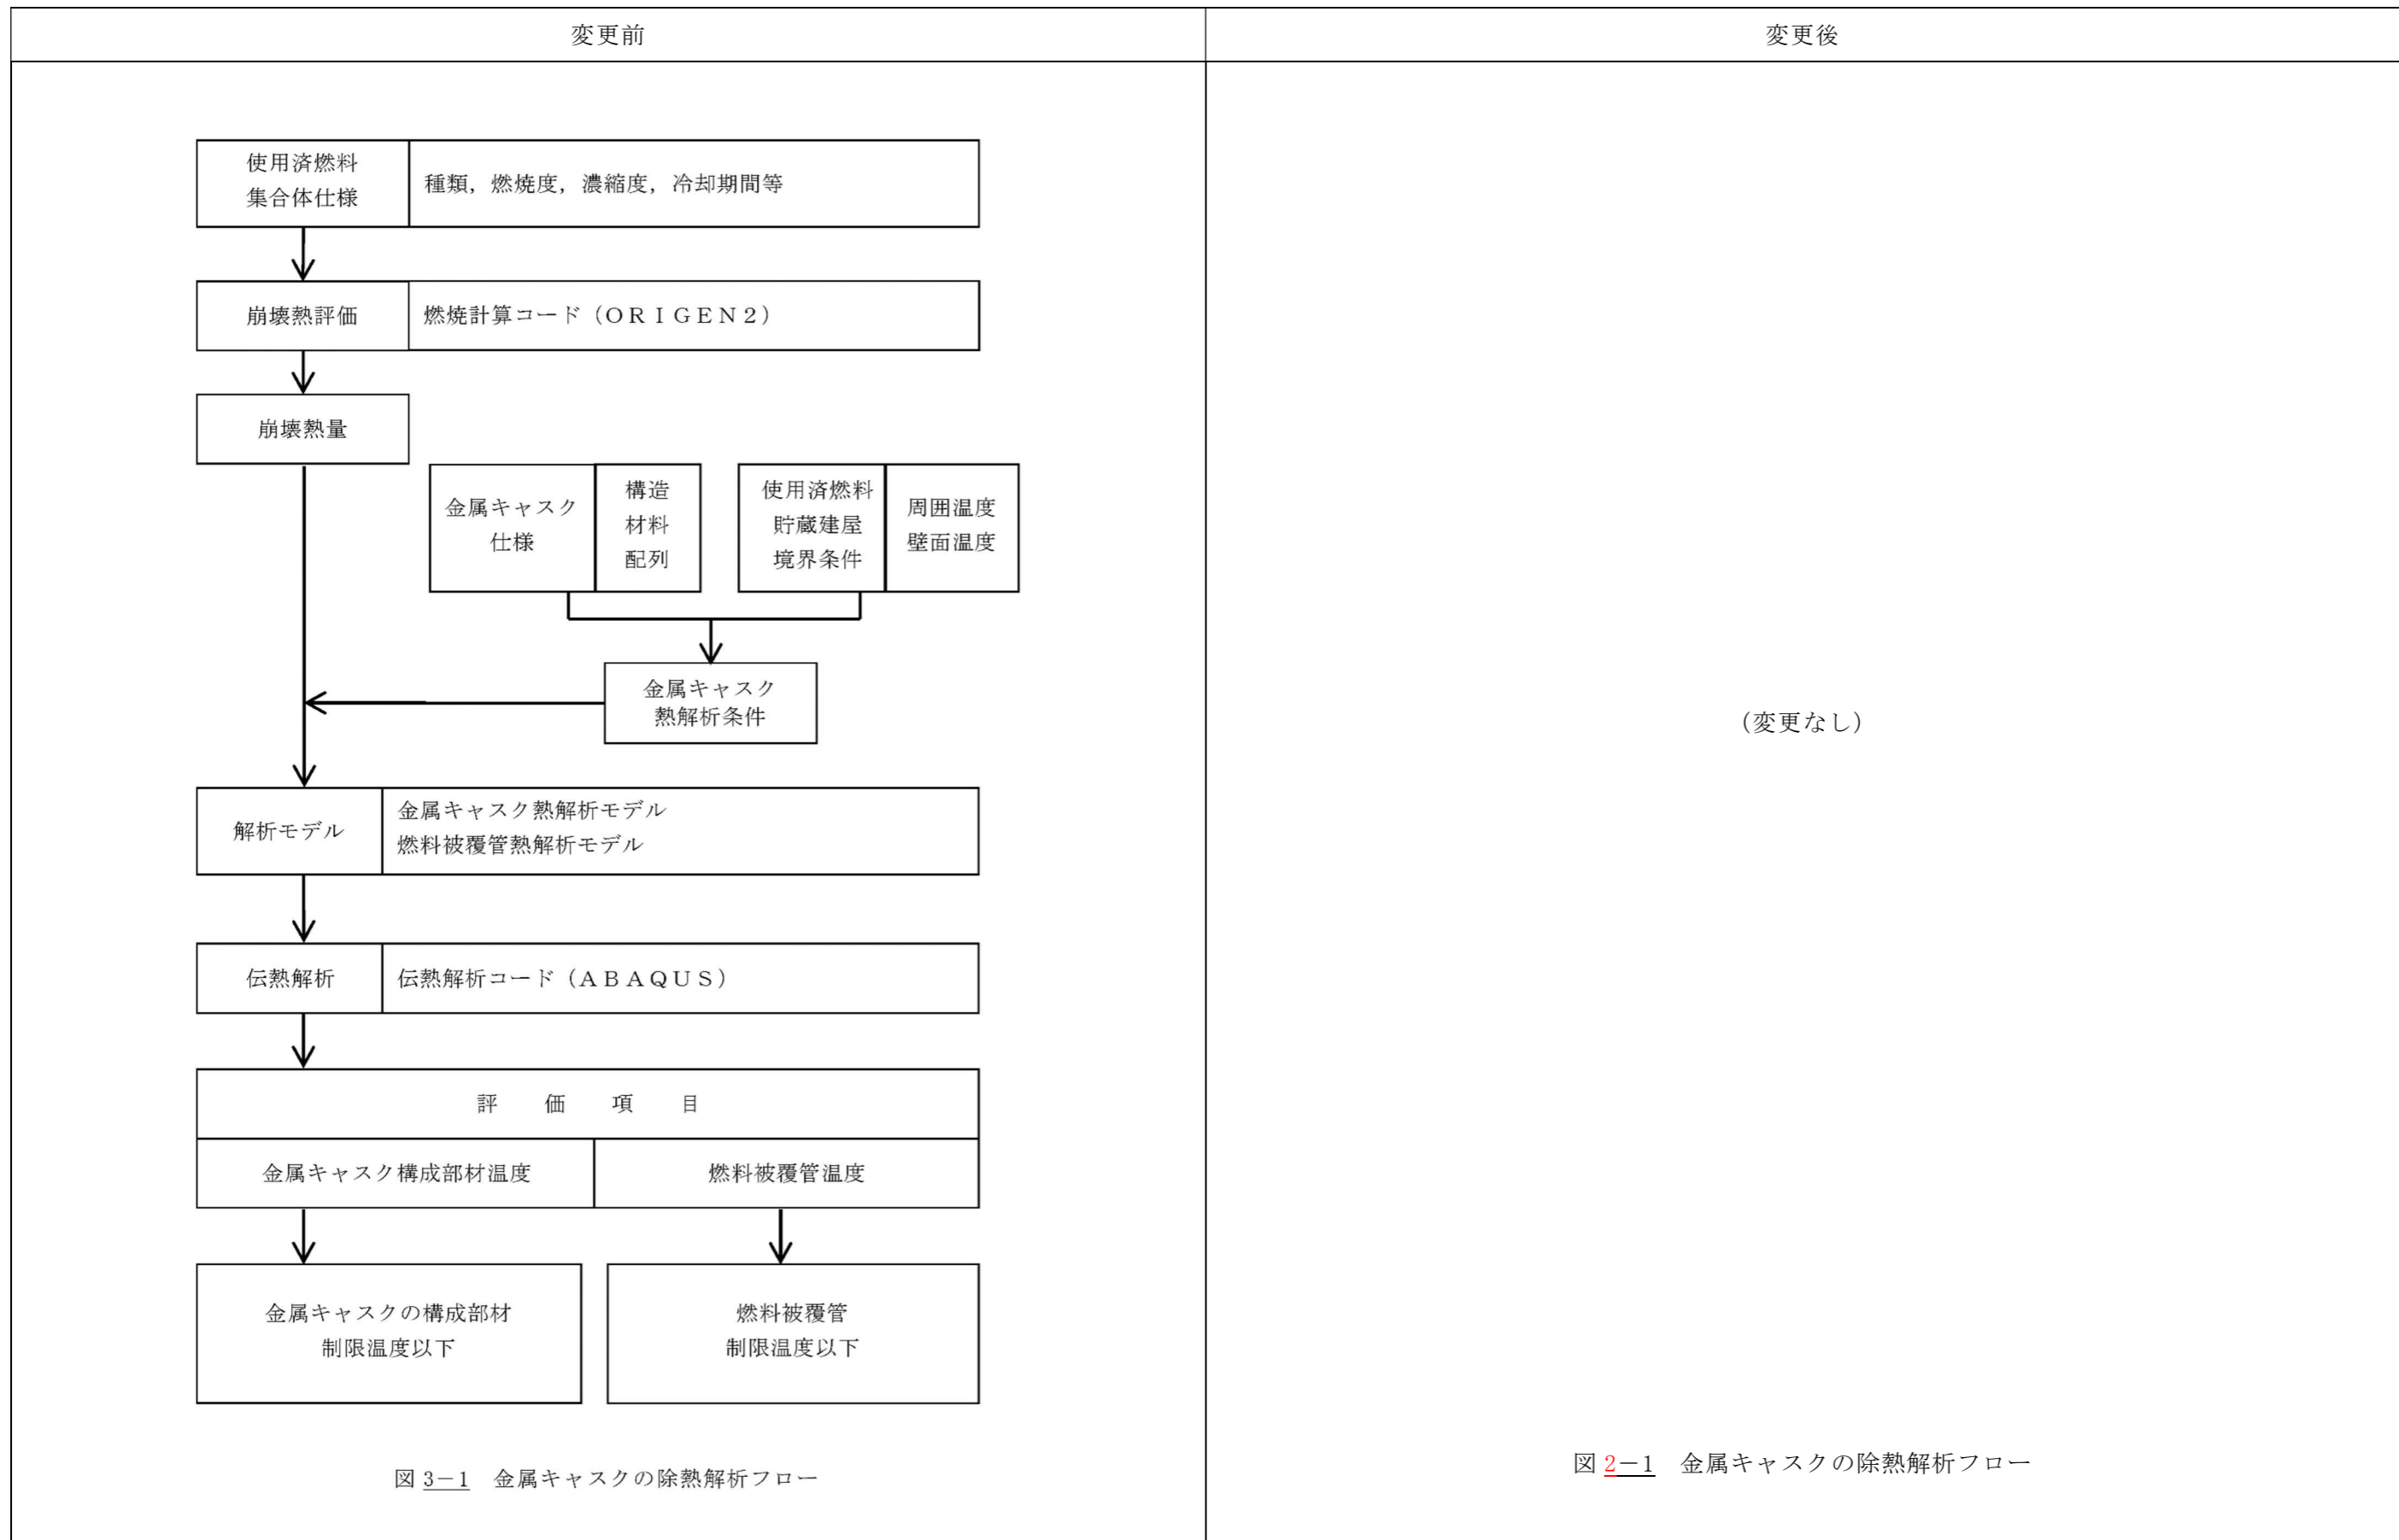 変更前
変更後
使用済燃料
集合体仕様
種類，燃焼度，濃縮度，冷却期間等
崩壊熱評価
燃焼計算コード（ＯＲＩＧＥＮ２）
崩壊熱量
金属キャスク
仕様
構造
材料
配列
使用済燃料
貯蔵建屋
境界条件
周囲温度
壁面温度
金属キャスク
熱解析条件
解析モデル
金属キャスク熱解析モデル
燃料被覆管熱解析モデル
伝熱解析
伝熱解析コード（ＡＢＡＱＵＳ）
評　価　項　目
金属キャスク構成部材温度
燃料被覆管温度
金属キャスクの構成部材
制限温度以下
燃料被覆管
制限温度以下
図 3－1　金属キャスクの除熱解析フロー
（変更なし）
図 2－1　金属キャスクの除熱解析フロー